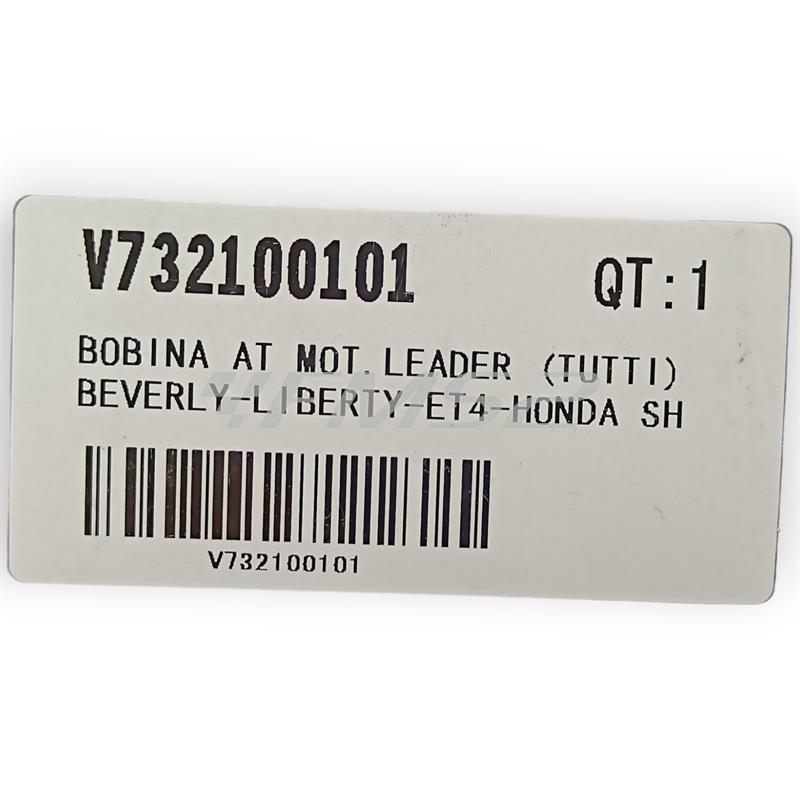 V732100101 QT:1
BOBINA AT MOT.LEADER (TUTTI)
BEVERLY-LIBERTY-ET4-HONDA SH
V732100101